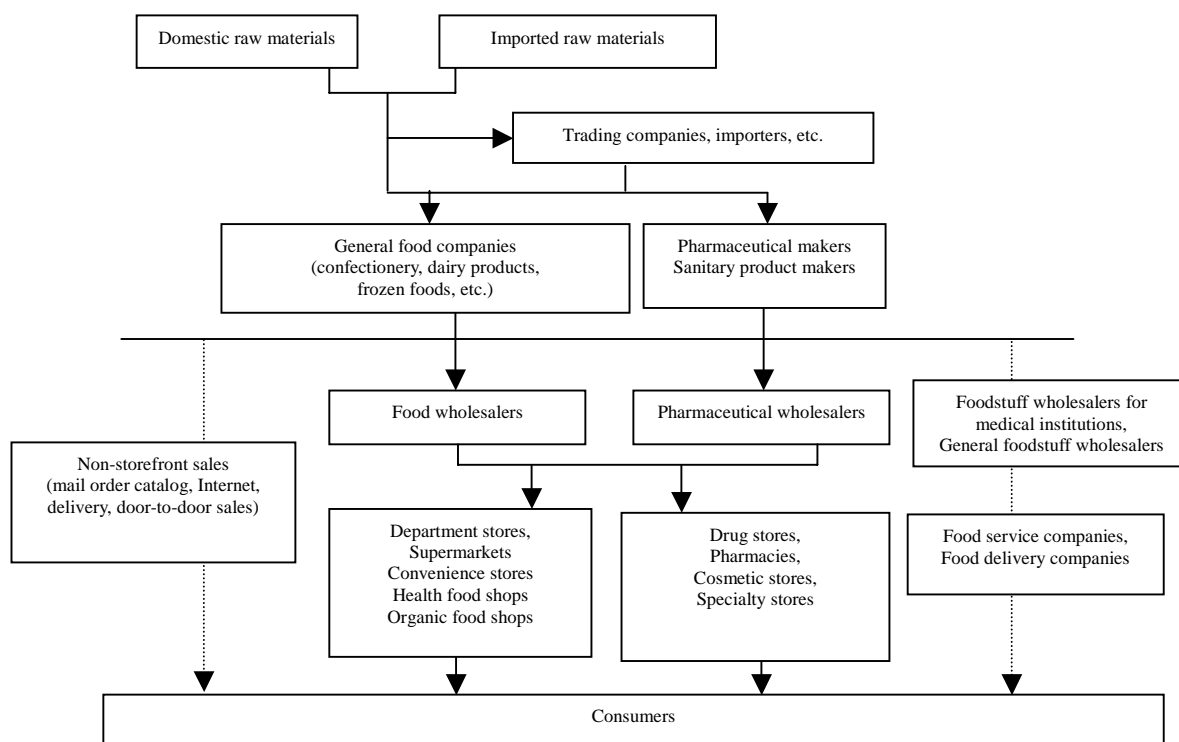 Domestic raw materials
Imported raw materials
Trading companies, importers, etc.
General food companies
(confectionery, dairy products,
frozen foods, etc.)
Pharmaceutical makers
Sanitary product makers
Food wholesalers
Pharmaceutical wholesalers
Foodstuff wholesalers for
medical institutions,
General foodstuff wholesalers
Non-storefront sales
(mail order catalog, Internet,
delivery, door-to-door sales)
Department stores,
Supermarkets
Convenience stores
Health food shops
Organic food shops
Drug stores,
Pharmacies,
Cosmetic stores,
Specialty stores
Food service companies,
Food delivery companies
Consumers